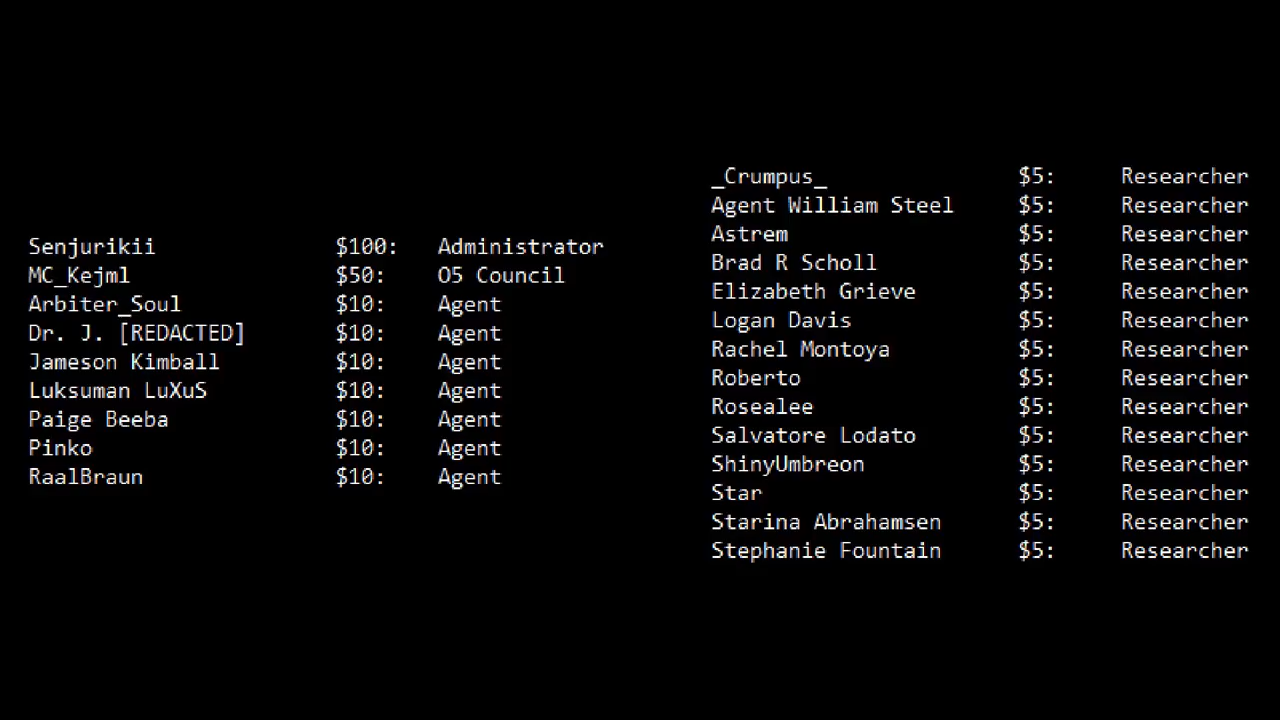 Senjurikii $100: Administrator
MC_Kejml $50: O5 Council
Arbiter_Soul $10: Agent
Dr. J. [REDACTED] $10: Agent
Jameson Kimball $10: Agent
Luksuman LuXuS $10: Agent
Paige Beeba $10: Agent
Pinko $10: Agent
RaalBraun $10: Agent
_Crumpus_ $5: Researcher
Agent William Steel $5: Researcher
Astrem $5: Researcher
Brad R Scholl $5: Researcher
Elizabeth Grieve $5: Researcher
Logan Davis $5: Researcher
Rachel Montoya $5: Researcher
Roberto $5: Researcher
Rosealee $5: Researcher
Salvatore Lodato $5: Researcher
ShinyUmbreon $5: Researcher
Star $5: Researcher
Starina Abrahamsen $5: Researcher
Stephanie Fountain $5: Researcher